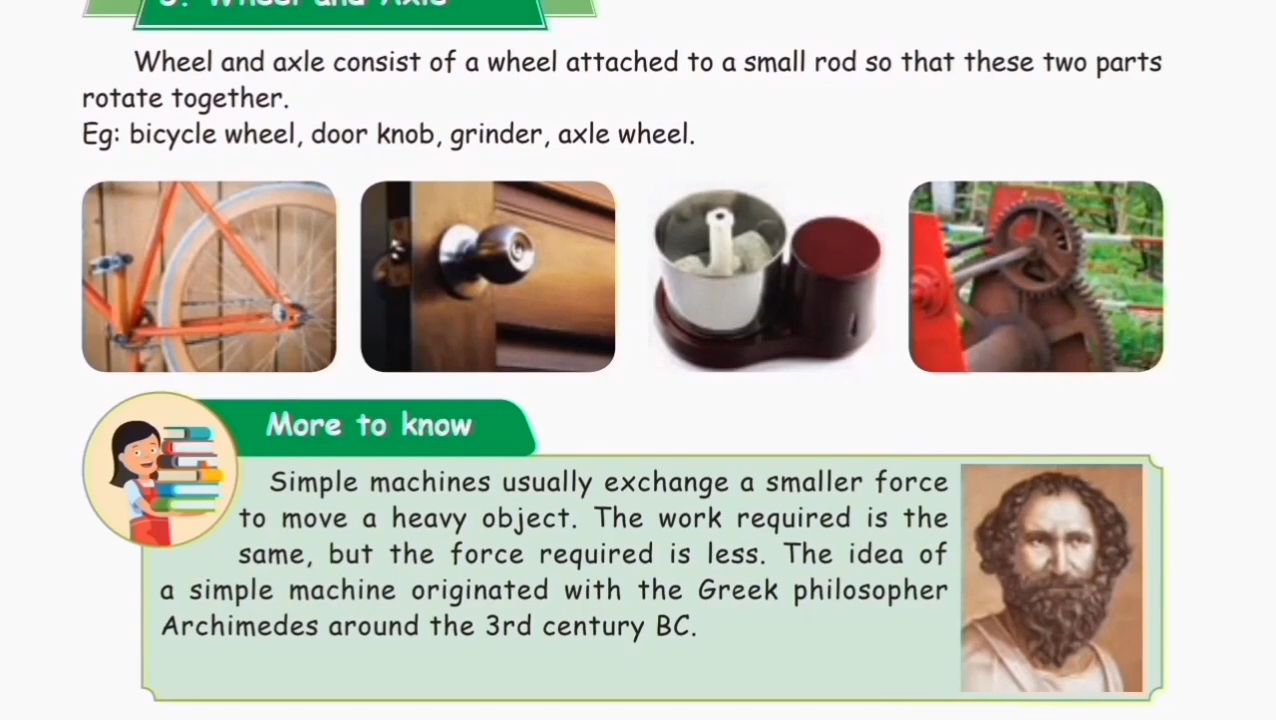 Wheel and Axle
Wheel and axle consist of a wheel attached to a small rod so that these two parts
rotate together.
Eg: bicycle wheel, door knob, grinder, axle wheel.
More to know
Simple machines usually exchange a smaller force
to move a heavy object. The work required is the
same, but the force required is less. The idea of
a simple machine originated with the Greek philosopher
Archimedes around the 3rd century BC.